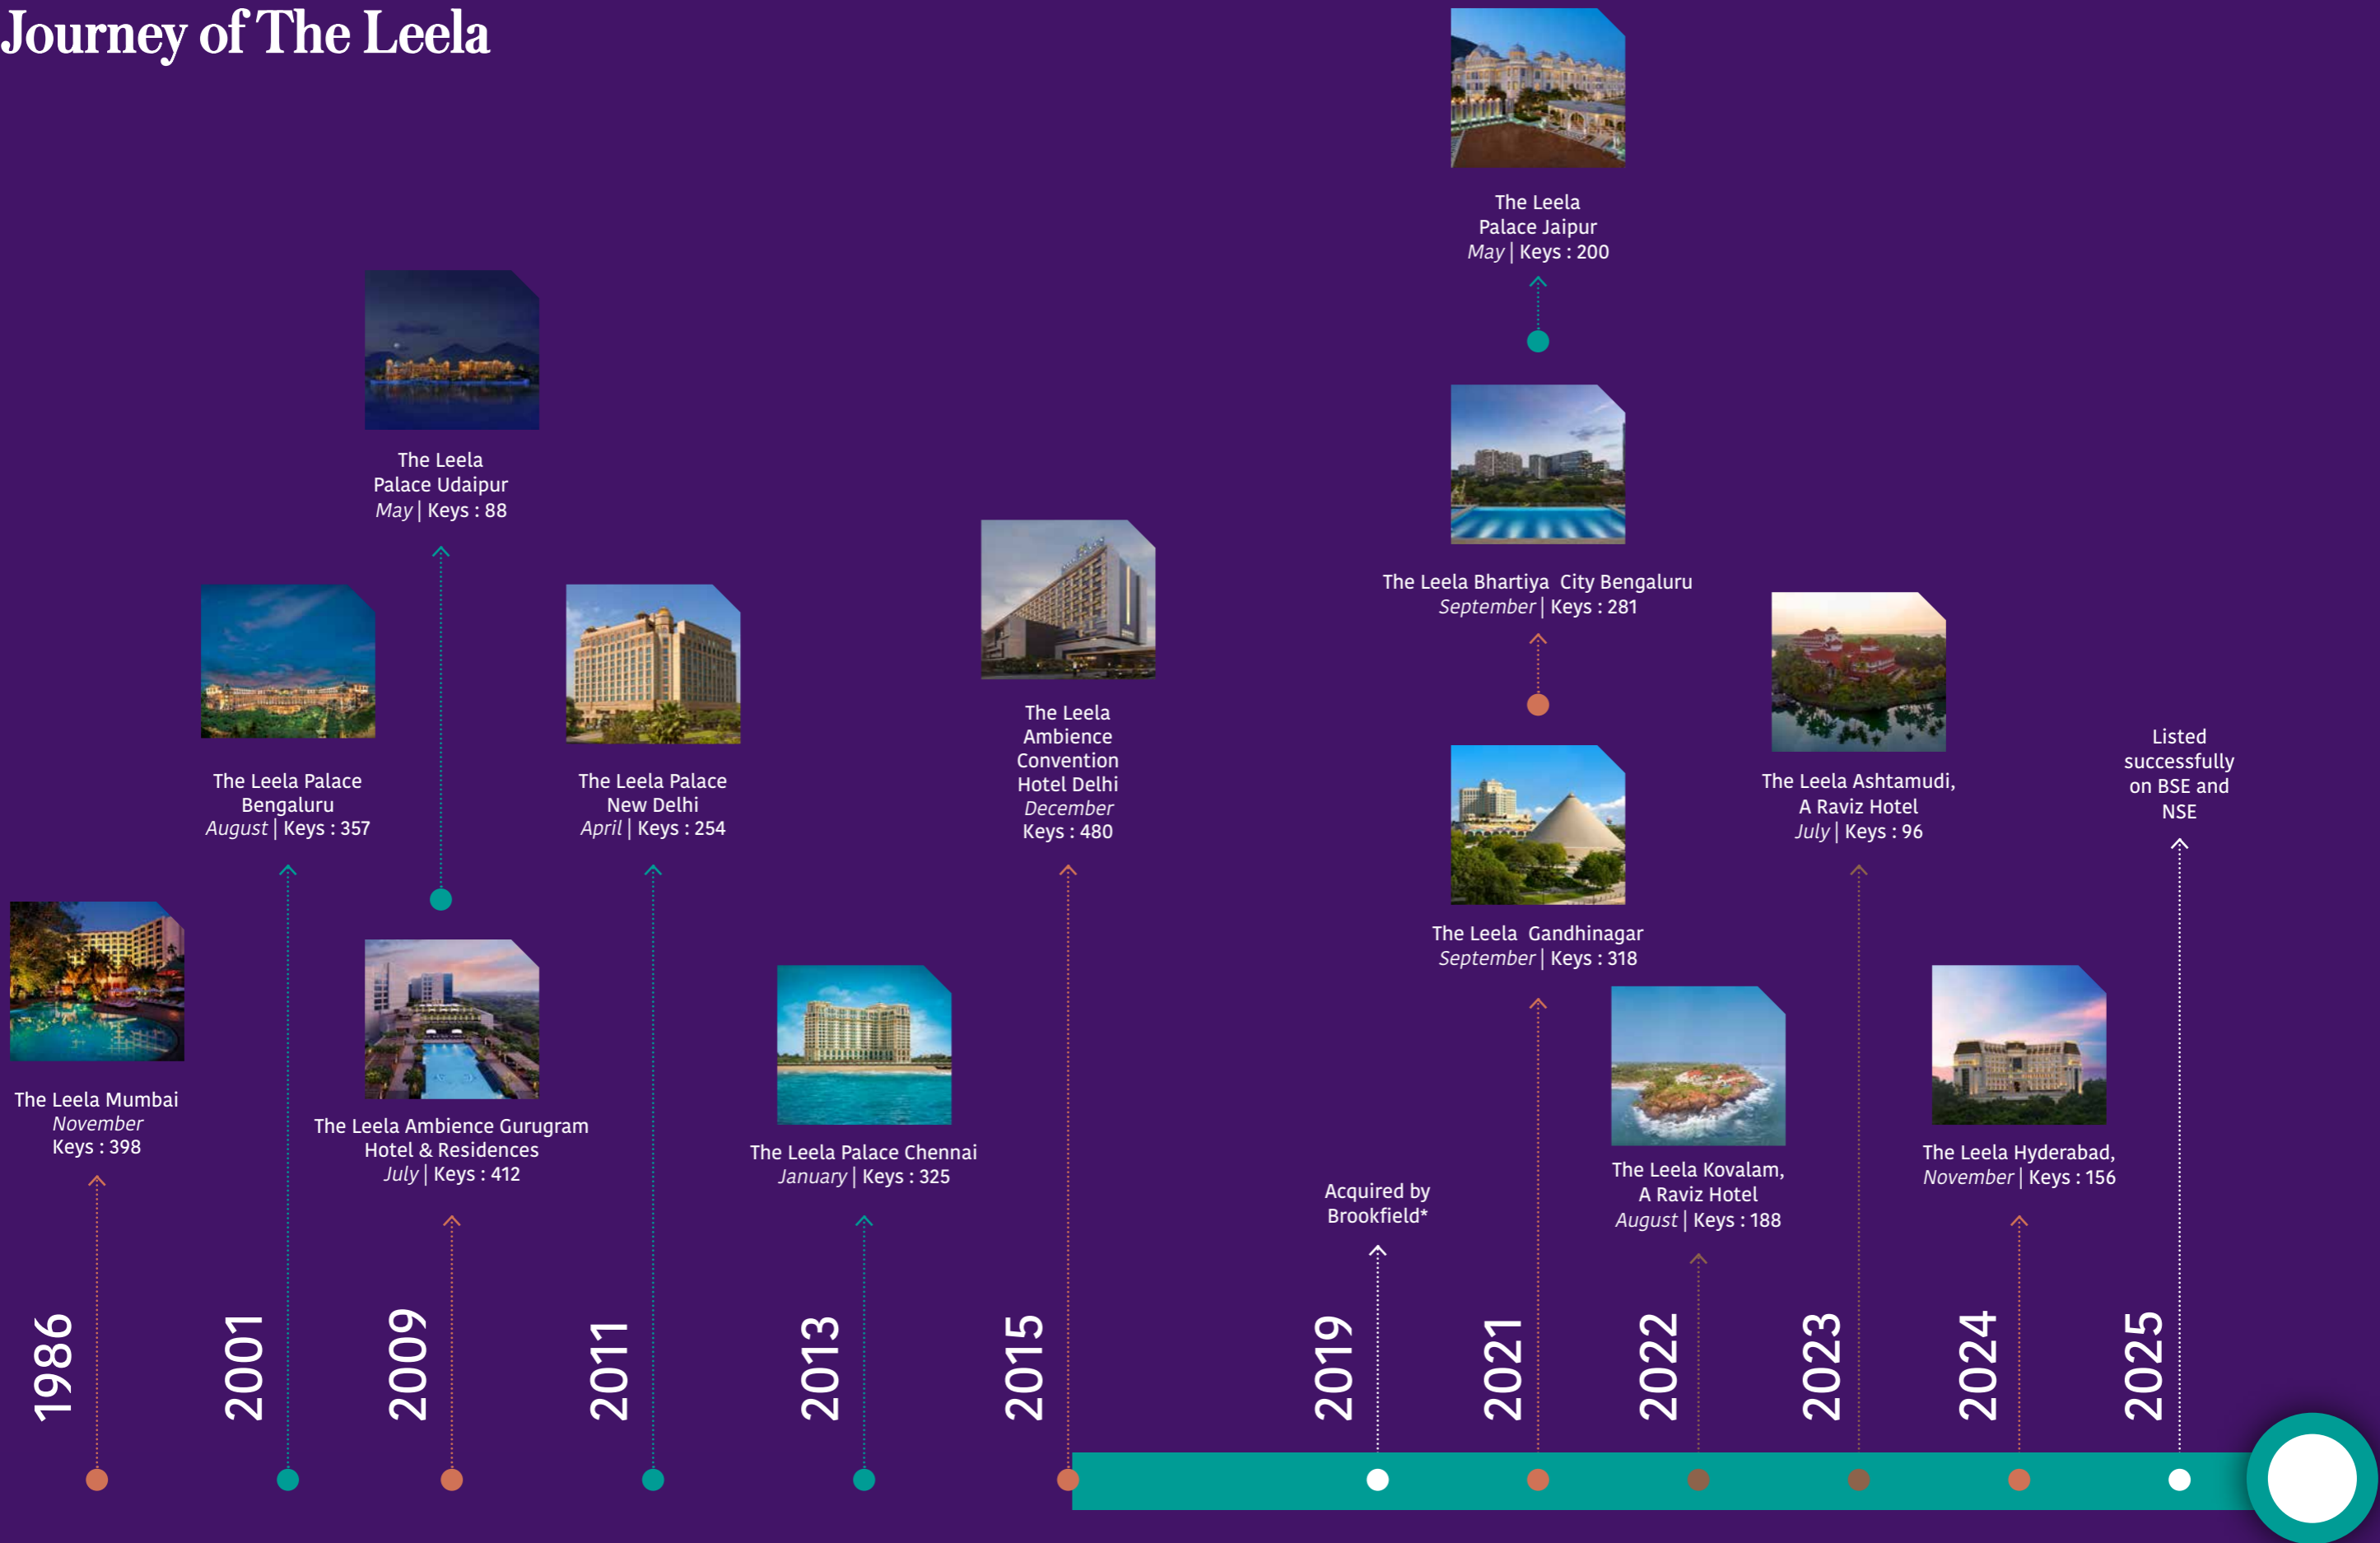 Journey of The Leela
The Leela Mumbai
November
Keys : 398
1986
The Leela Palace
Bengaluru
August | Keys : 357
2001
The Leela
Palace Udaipur
May | Keys : 88
The Leela Ambience Gurugram
Hotel & Residences
July | Keys : 412
2009
The Leela Palace
New Delhi
April | Keys : 254
2011
The Leela Palace Chennai
January | Keys : 325
2013
The Leela
Ambience
Convention
Hotel Delhi
December
Keys : 480
2015
Acquired by
Brookfield*
2019
The Leela
Palace Jaipur
May | Keys : 200
The Leela Bhartiya City Bengaluru
September | Keys : 281
The Leela Gandhinagar
September | Keys : 318
2021
The Leela Kovalam,
A Raviz Hotel
August | Keys : 188
2022
The Leela Ashtamudi,
A Raviz Hotel
July | Keys : 96
2023
The Leela Hyderabad,
November | Keys : 156
2024
Listed
successfully
on BSE and
NSE
2025